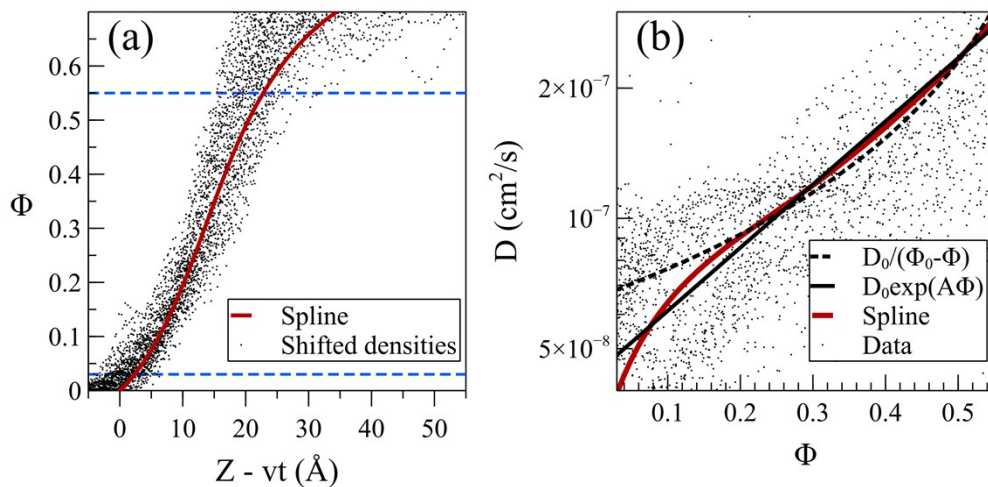 (a)
Φ
0.6
0.5
0.4
0.3
0.2
0.1
0
Spline
Shifted densities
0 10 20 30 40 50
Z - vt (Å)
(b)
D (cm²/s)
2×10⁻⁷
10⁻⁷
5×10⁻⁸
D₀/(Φ₀-Φ)
D₀exp(AΦ)
Spline
Data
0.1 0.2 0.3 0.4 0.5
Φ